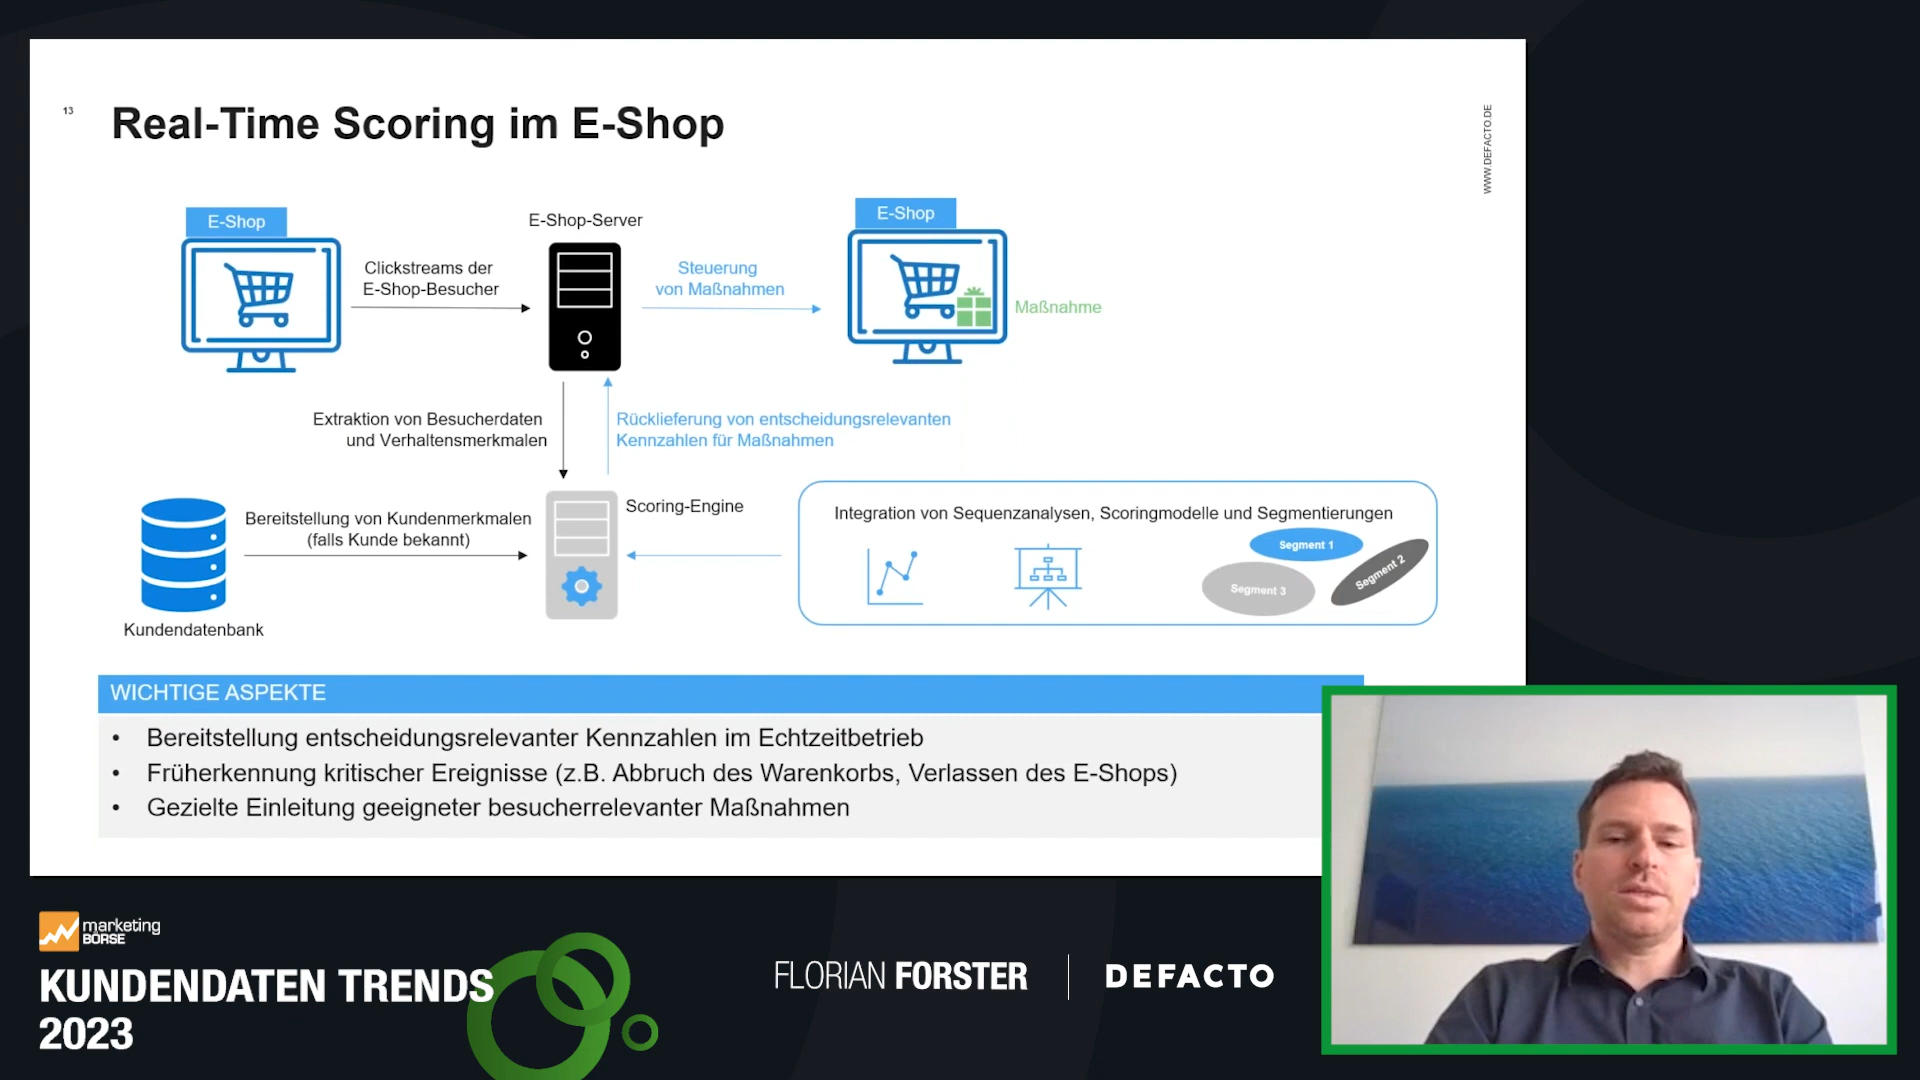 13
Real-Time Scoring im E-Shop
WWW.DEFACTO.DE
E-Shop
Clickstreams der
E-Shop-Besucher
E-Shop-Server
Steuerung
von Maßnahmen
E-Shop
Maßnahme
Extraktion von Besucherdaten
und Verhaltensmerkmalen
Rücklieferung von entscheidungsrelevanten
Kennzahlen für Maßnahmen
Kundendatenbank
Bereitstellung von Kundenmerkmalen
(falls Kunde bekannt)
Scoring-Engine
Integration von Sequenzanalysen, Scoringmodelle und Segmentierungen
Segment 1
Segment 2
Segment 3
WICHTIGE ASPEKTE
• Bereitstellung entscheidungsrelevanter Kennzahlen im Echtzeitbetrieb
• Früherkennung kritischer Ereignisse (z.B. Abbruch des Warenkorbs, Verlassen des E-Shops)
• Gezielte Einleitung geeigneter besucherrelevanter Maßnahmen
marketing
BÖRSE
KUNDENDATEN TRENDS
2023
FLORIAN FORSTER
DEFACTO